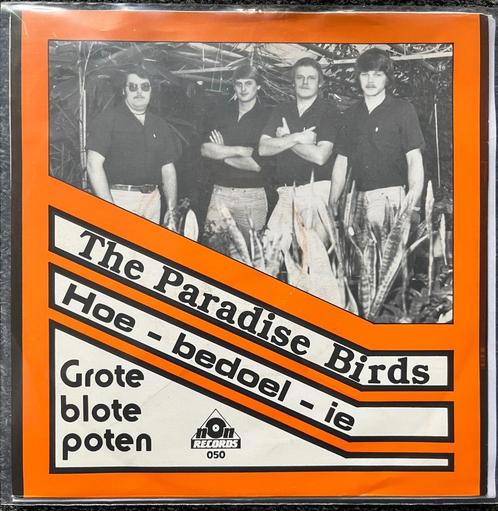 The Paradise Birds
Hoe - bedoel - ie
Grote
blote
poten
non
RECORDS
050